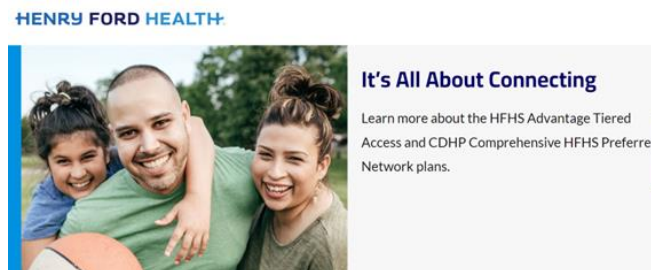 HENRY FORD HEALTH
It's All About Connecting
Learn more about the HFHS Advantage Tiered
Access and CDHP Comprehensive HFHS Preferre
Network plans.